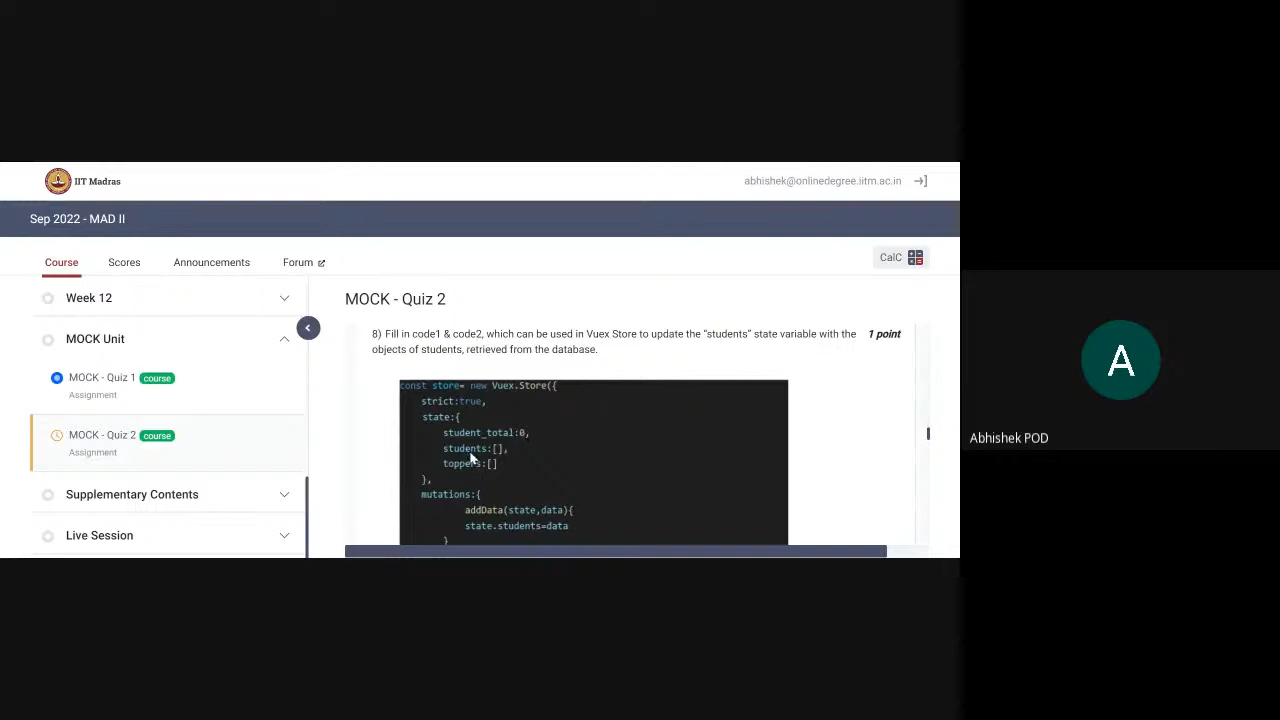 IIT Madras
abhishek@onlinedegree.iitm.ac.in
Sep 2022 - MAD II
Course Scores Announcements Forum
CalC
Week 12
MOCK Unit
MOCK - Quiz 1 course
Assignment
MOCK - Quiz 2 course
Assignment
Supplementary Contents
Live Session
MOCK - Quiz 2
8) Fill in code1 & code2, which can be used in Vuex Store to update the “students” state variable with the 1 point
objects of students, retrieved from the database.
const store= new Vuex.Store({
strict:true,
state:{
student_total:0,
students:[],
toppers:[]
},
mutations:{
addData(state,data){
state.students=data
}
A
Abhishek POD